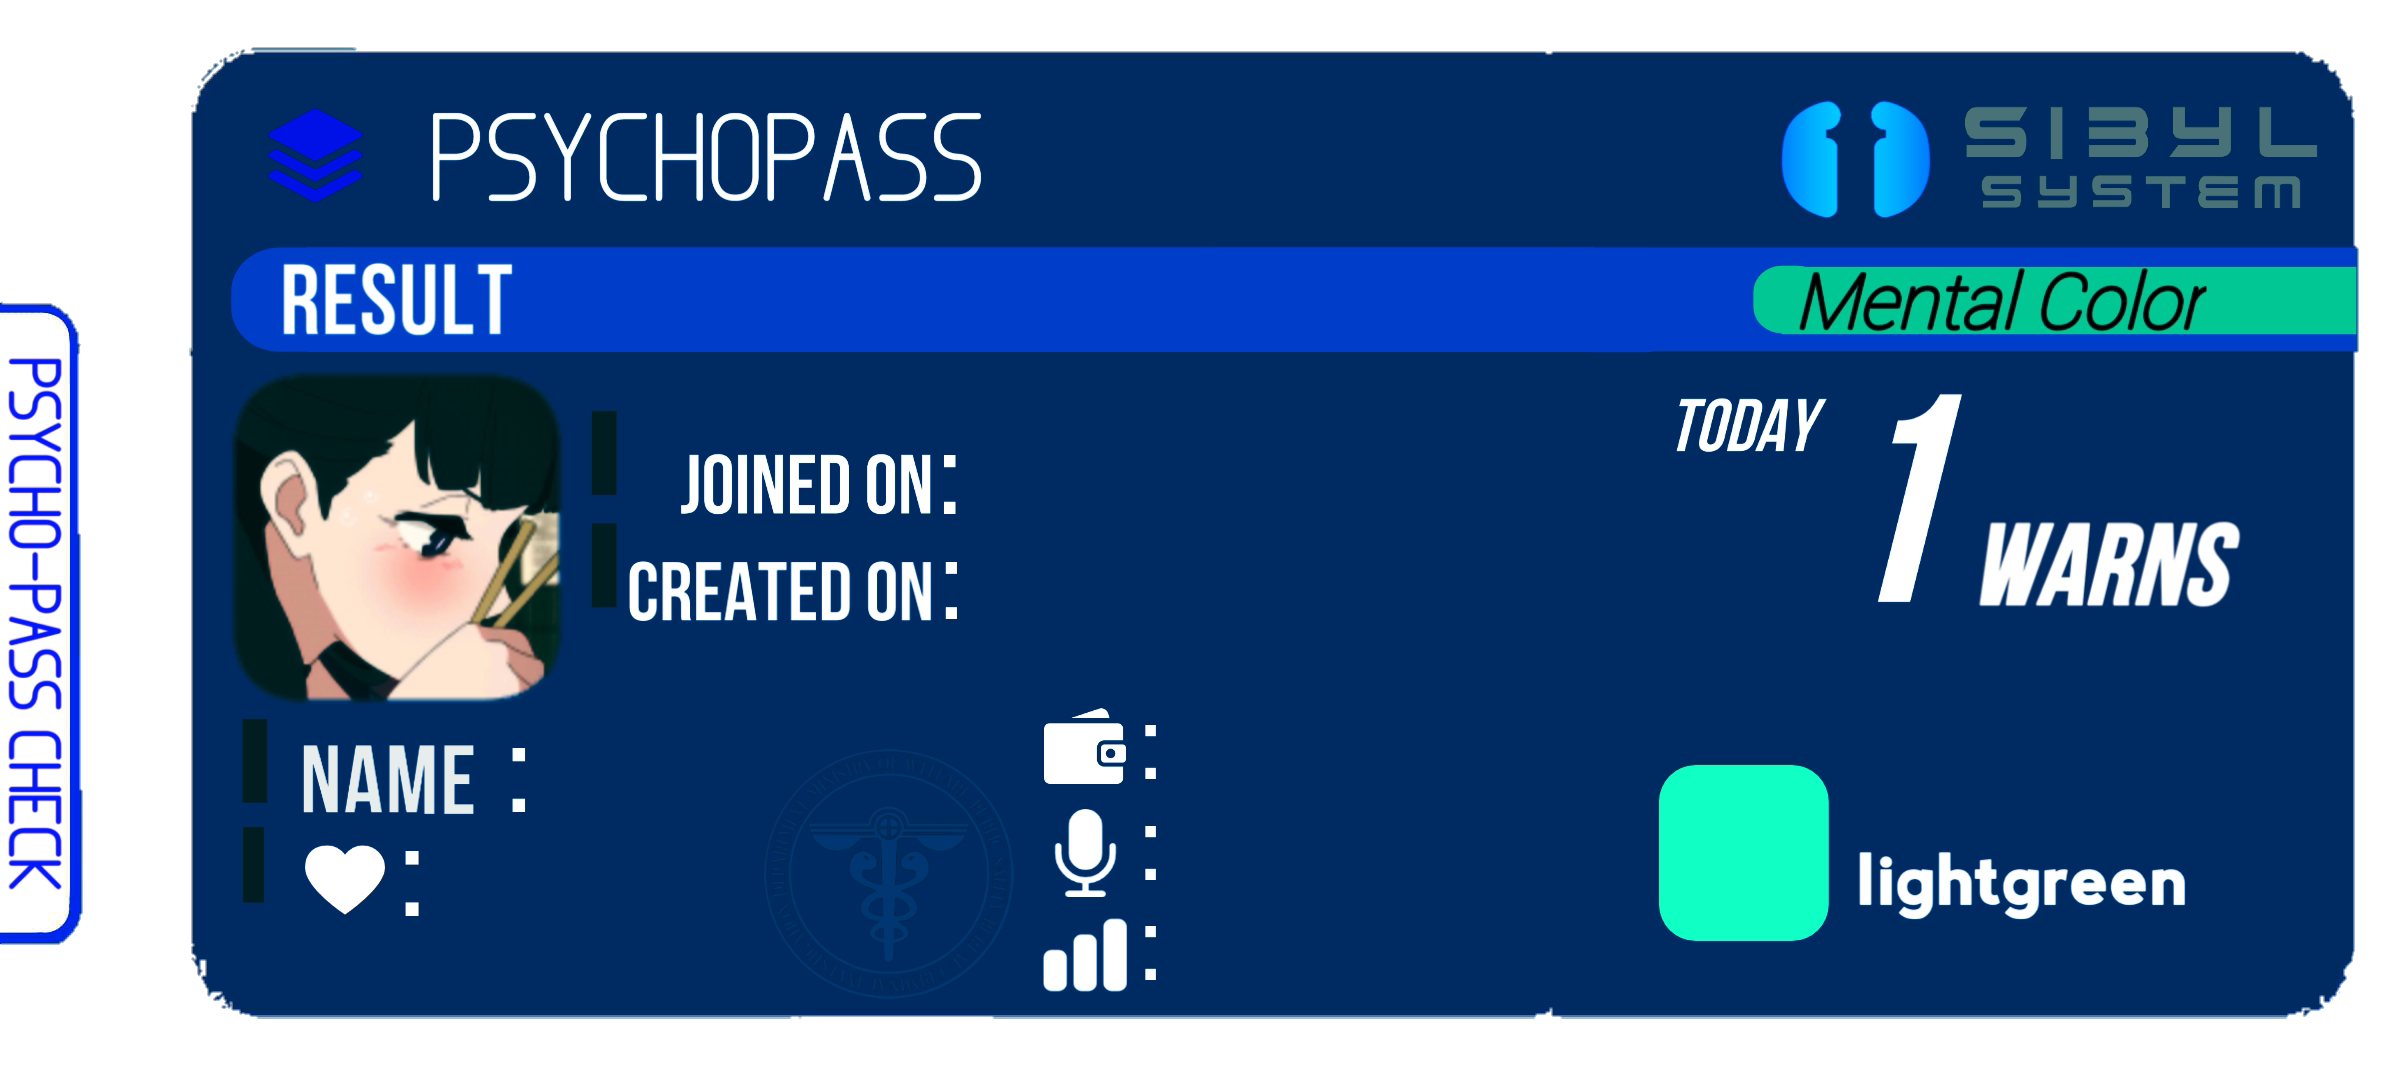 PSYCHOPASS
SIBYL
SYSTEM
RESULT
Mental Color
PSYCHO-PASS CHECK
TODAY 1 WARNS
JOINED ON:
CREATED ON:
NAME :
:
:
:
:
lightgreen